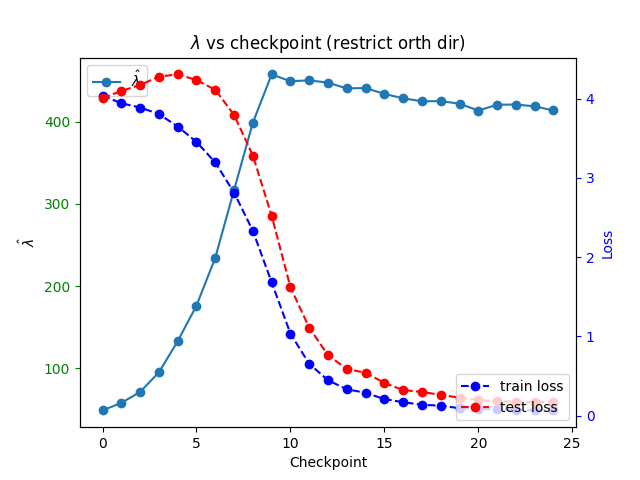 λ vs checkpoint (restrict orth dir)
λ̂
400
300
200
100
λ̂
4
3
2
1
0
Loss
train loss
test loss
0 5 10 15 20 25
Checkpoint